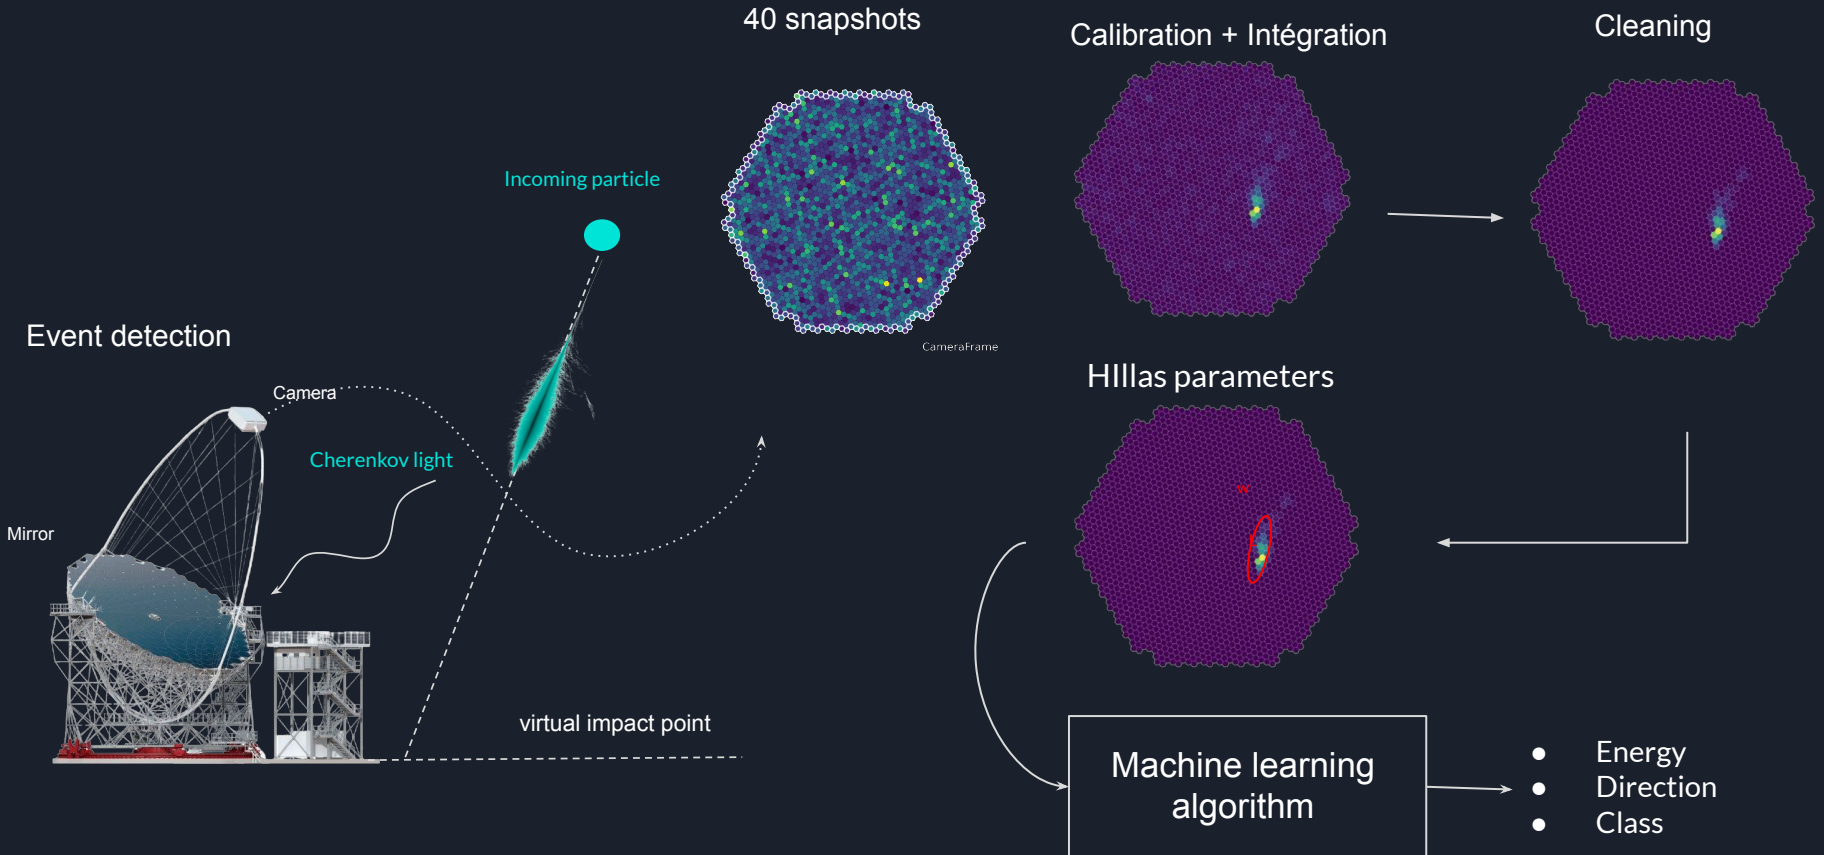 40 snapshots
Calibration + Intégration
Cleaning
Incoming particle
Event detection
CameraFrame
HIllas parameters
Camera
Cherenkov light
w
Mirror
virtual impact point
Machine learning
algorithm
● Energy
● Direction
● Class